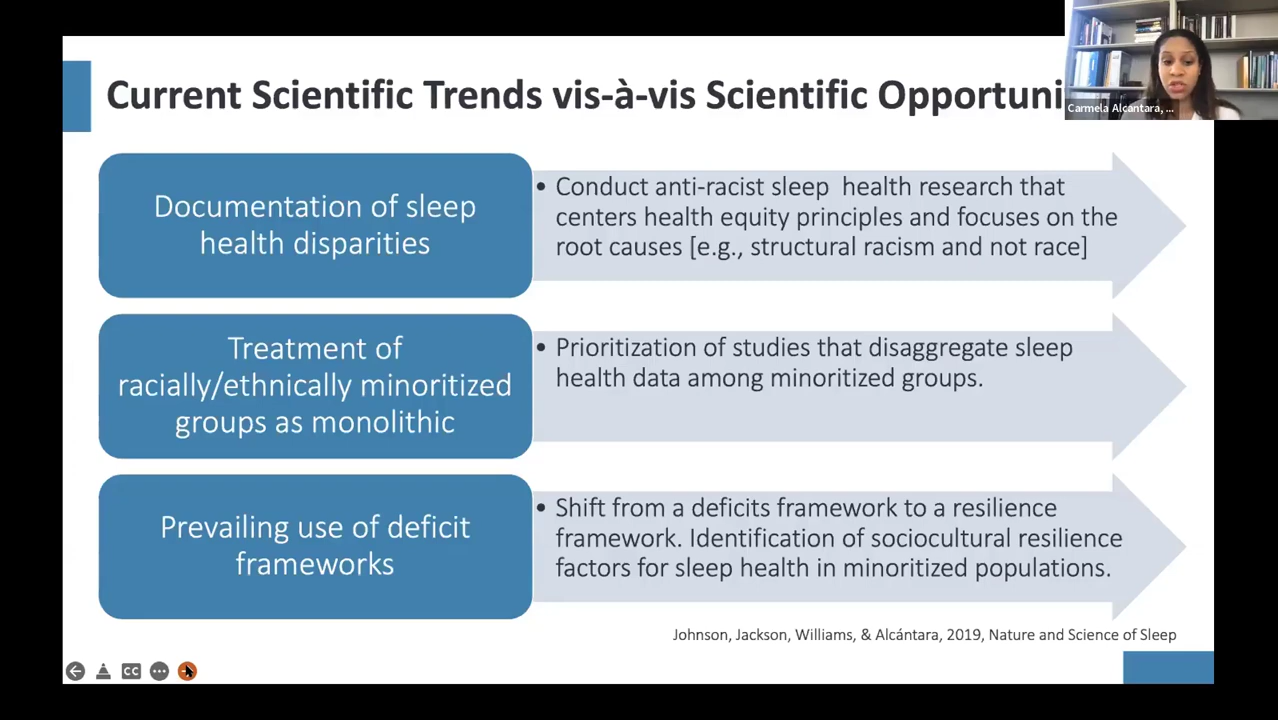 Current Scientific Trends vis-à-vis Scientific Opportuni
Carmela Alcantara, ...
Documentation of sleep
health disparities
• Conduct anti-racist sleep health research that
centers health equity principles and focuses on the
root causes [e.g., structural racism and not race]
Treatment of
racially/ethnically minoritized
groups as monolithic
• Prioritization of studies that disaggregate sleep
health data among minoritized groups.
Prevailing use of deficit
frameworks
• Shift from a deficits framework to a resilience
framework. Identification of sociocultural resilience
factors for sleep health in minoritized populations.
Johnson, Jackson, Williams, & Alcántara, 2019, Nature and Science of Sleep
CC